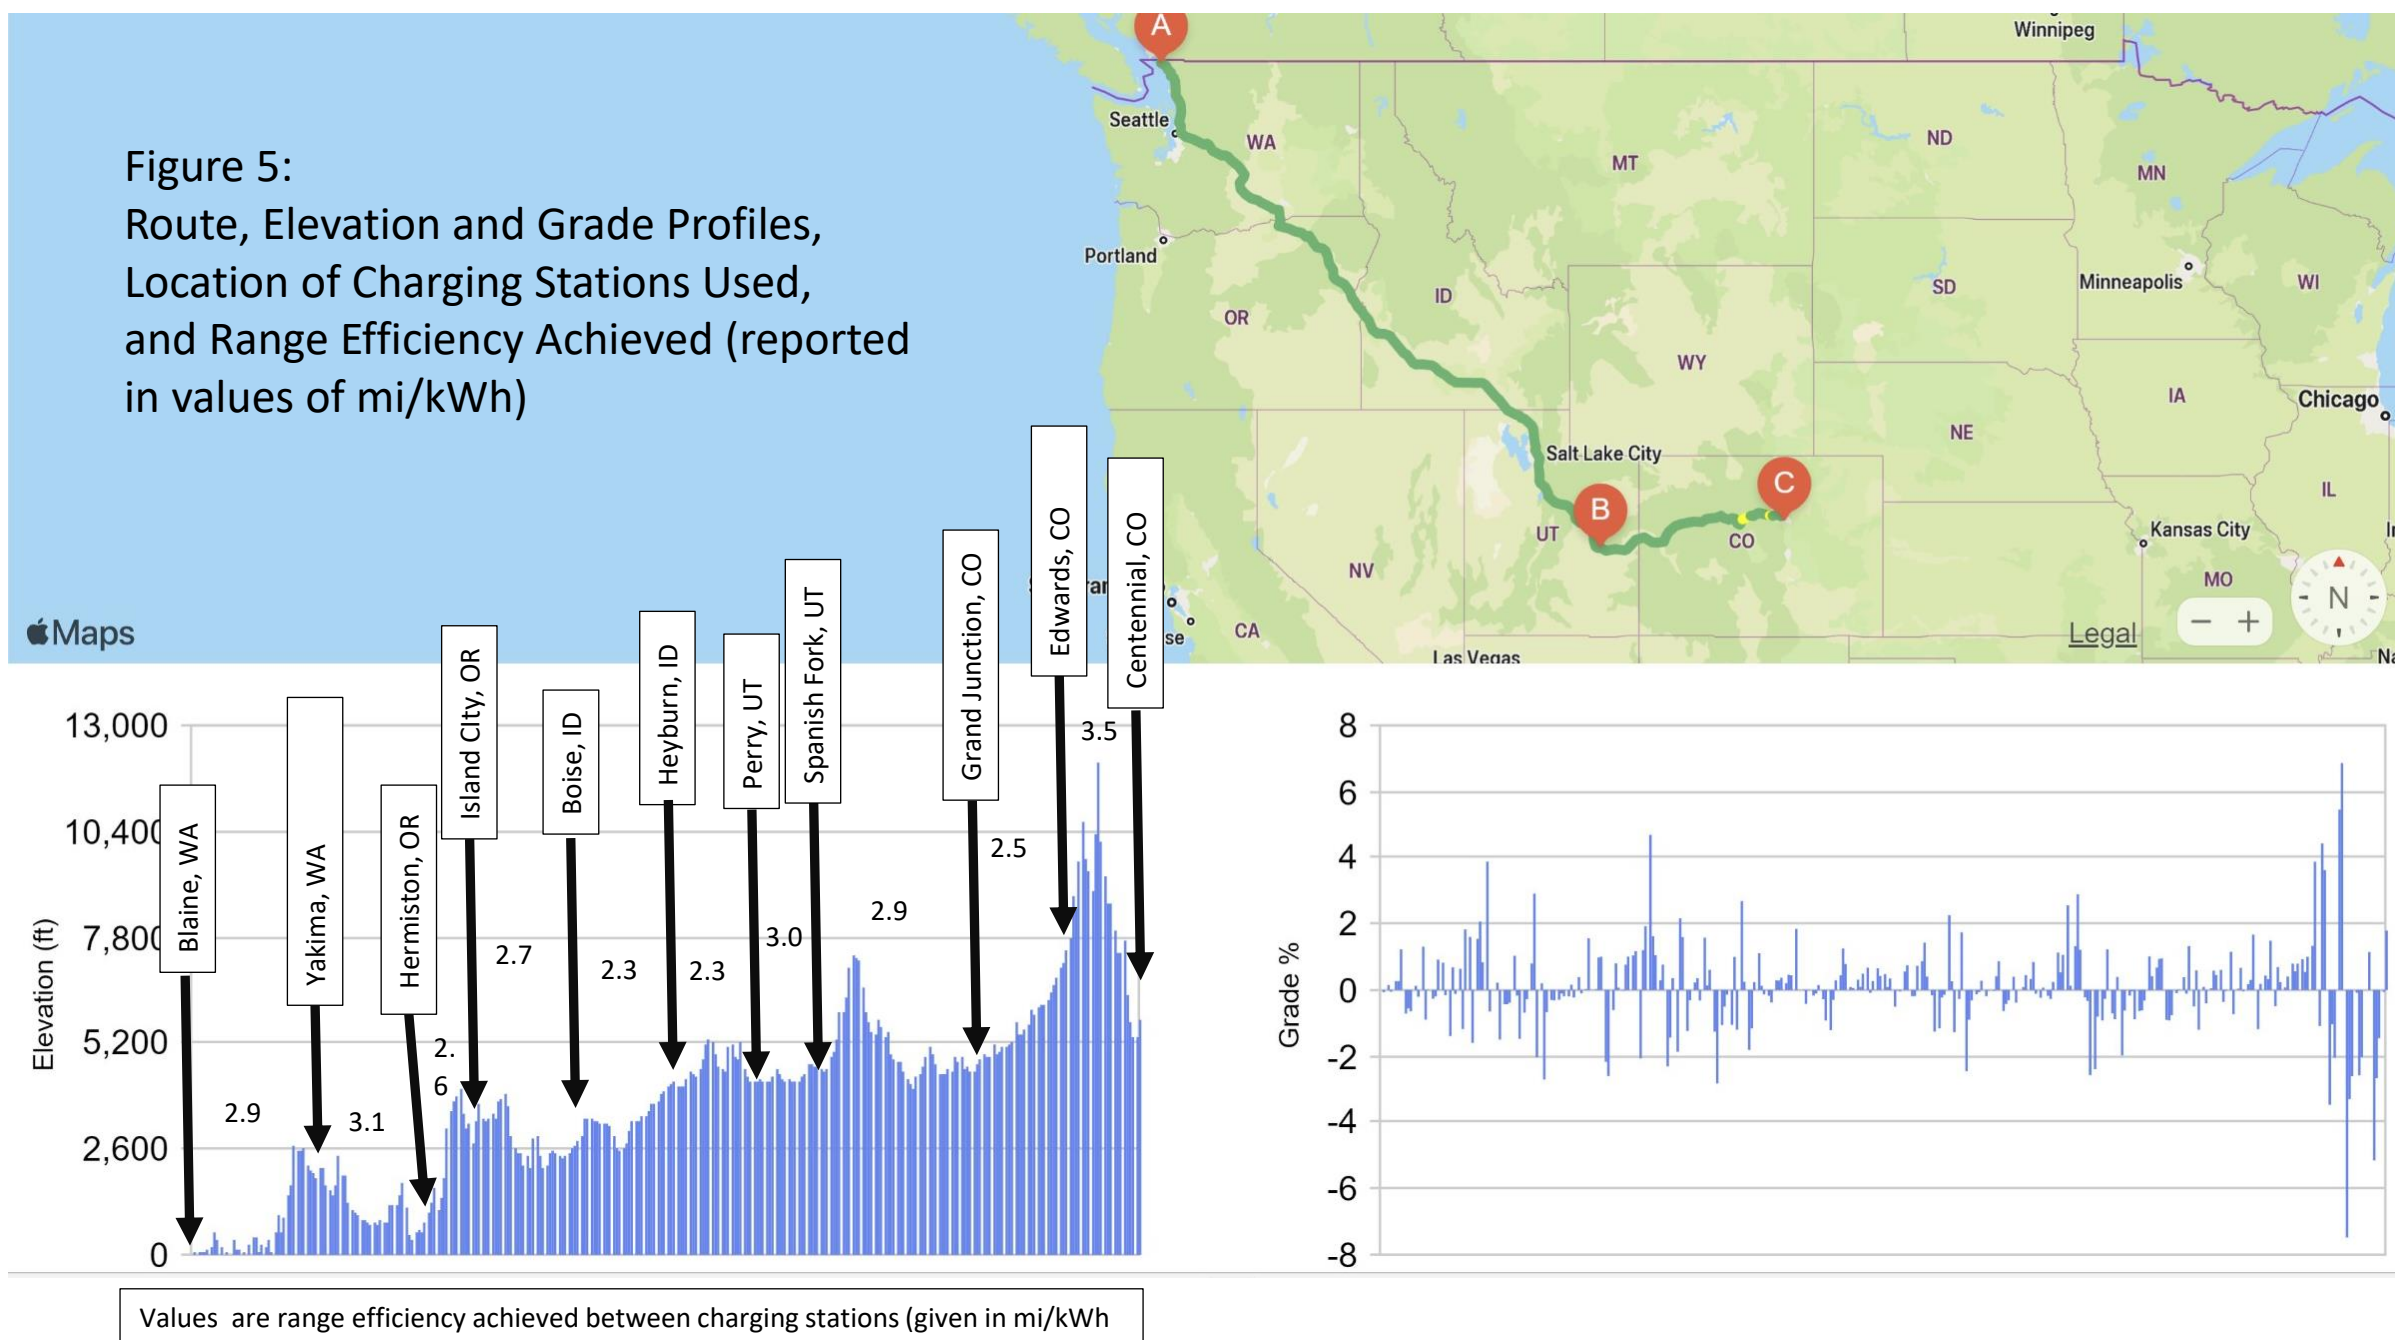 Figure 5:
Route, Elevation and Grade Profiles,
Location of Charging Stations Used,
and Range Efficiency Achieved (reported
in values of mi/kWh)
A
Winnipeg
Seattle
WA
MT
ND
MN
Portland
OR
ID
SD
Minneapolis
WI
WY
IA
Chicago
NE
Salt Lake City
B
C
UT
CO
IL
Kansas City
NV
MO
N
CA
Las Vegas
Legal
− +
Maps
Blaine, WA
Yakima, WA
Hermiston, OR
Island CIty, OR
Boise, ID
Heyburn, ID
Perry, UT
Spanish Fork, UT
Grand Junction, CO
Edwards, CO
Centennial, CO
Elevation (ft)
13,000
10,400
7,800
5,200
2,600
0
2.9
3.1
2.
6
2.7
2.3
2.3
3.0
2.9
2.5
3.5
Grade %
8
6
4
2
0
-2
-4
-6
-8
Values are range efficiency achieved between charging stations (given in mi/kWh